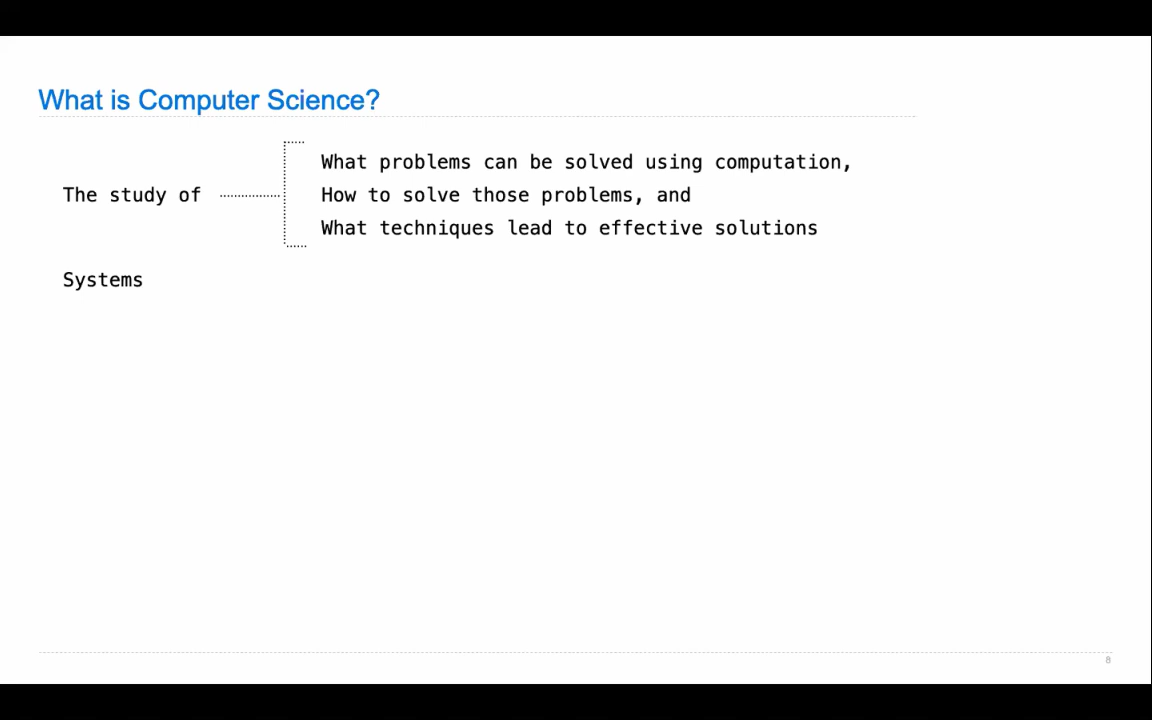 What is Computer Science?
What problems can be solved using computation,
The study of How to solve those problems, and
What techniques lead to effective solutions
Systems
8